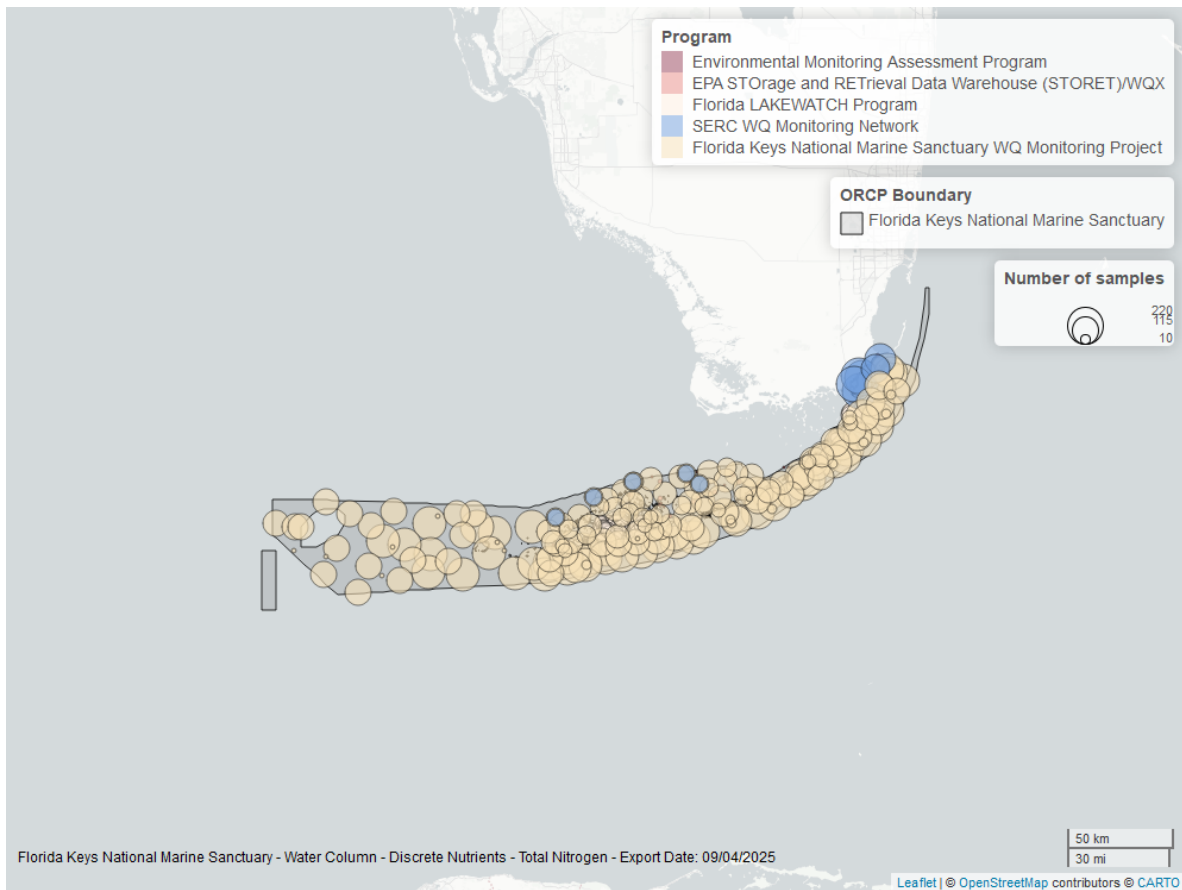 Program
Environmental Monitoring Assessment Program
EPA STOrage and RETrieval Data Warehouse (STORET)/WQX
Florida LAKEWATCH Program
SERC WQ Monitoring Network
Florida Keys National Marine Sanctuary WQ Monitoring Project
ORCP Boundary
Florida Keys National Marine Sanctuary
Number of samples
220
115
10
50 km
30 mi
Florida Keys National Marine Sanctuary - Water Column - Discrete Nutrients - Total Nitrogen - Export Date: 09/04/2025
Leaflet | © OpenStreetMap contributors © CARTO